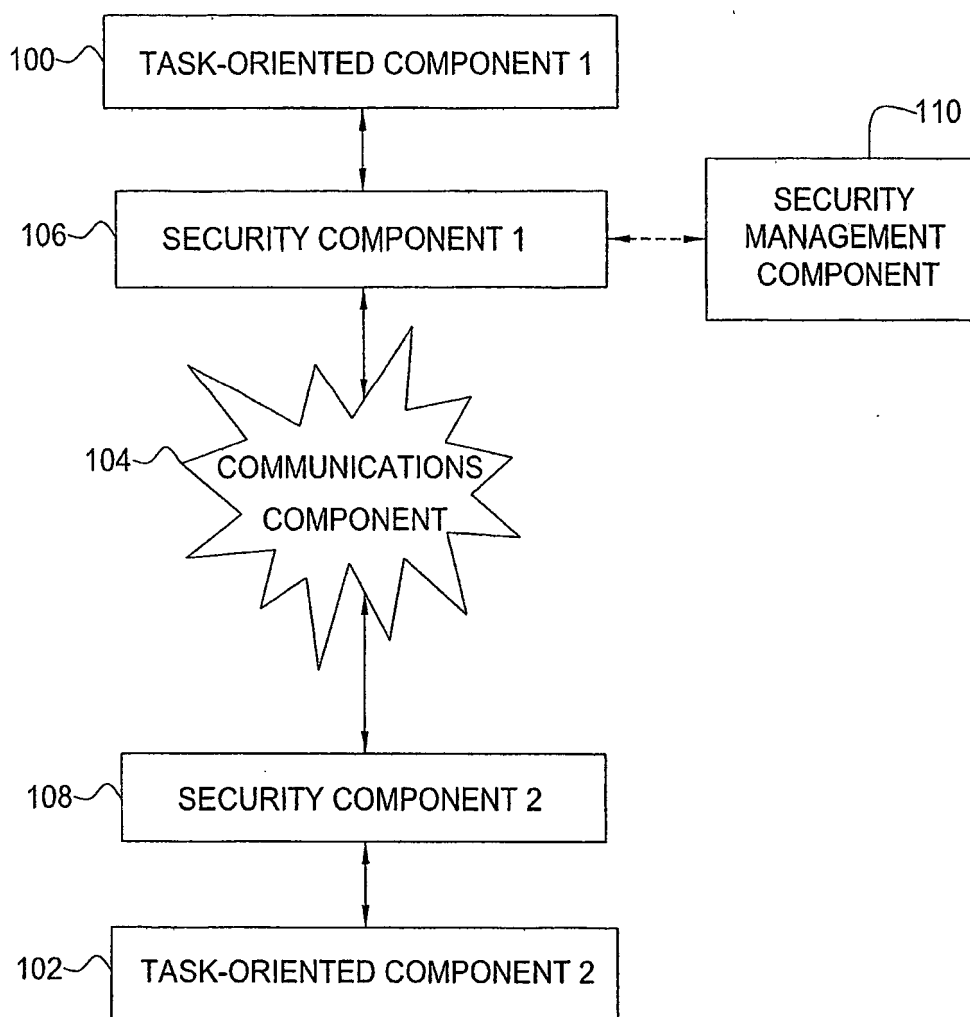 100
TASK-ORIENTED COMPONENT 1
110
SECURITY
MANAGEMENT
COMPONENT
106
SECURITY COMPONENT 1
104
COMMUNICATIONS
COMPONENT
108
SECURITY COMPONENT 2
102
TASK-ORIENTED COMPONENT 2